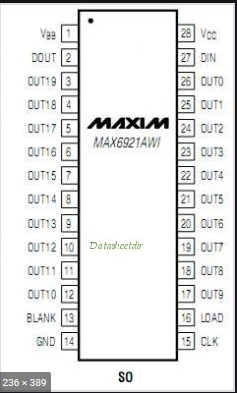 VBB 1 28 VCC
DOUT 2 27 DIN
OUT19 3 26 OUT0
OUT18 4 25 OUT1
OUT17 5 24 OUT2
OUT16 6 23 OUT3
OUT15 7 22 OUT4
OUT14 8 21 OUT5
OUT13 9 20 OUT6
OUT12 10 19 OUT7
OUT11 11 18 OUT8
OUT10 12 17 OUT9
BLANK 13 16 LOAD
GND 14 15 CLK
MAXIM
MAX6921AWI
Datasheetdir
SO
236 × 389